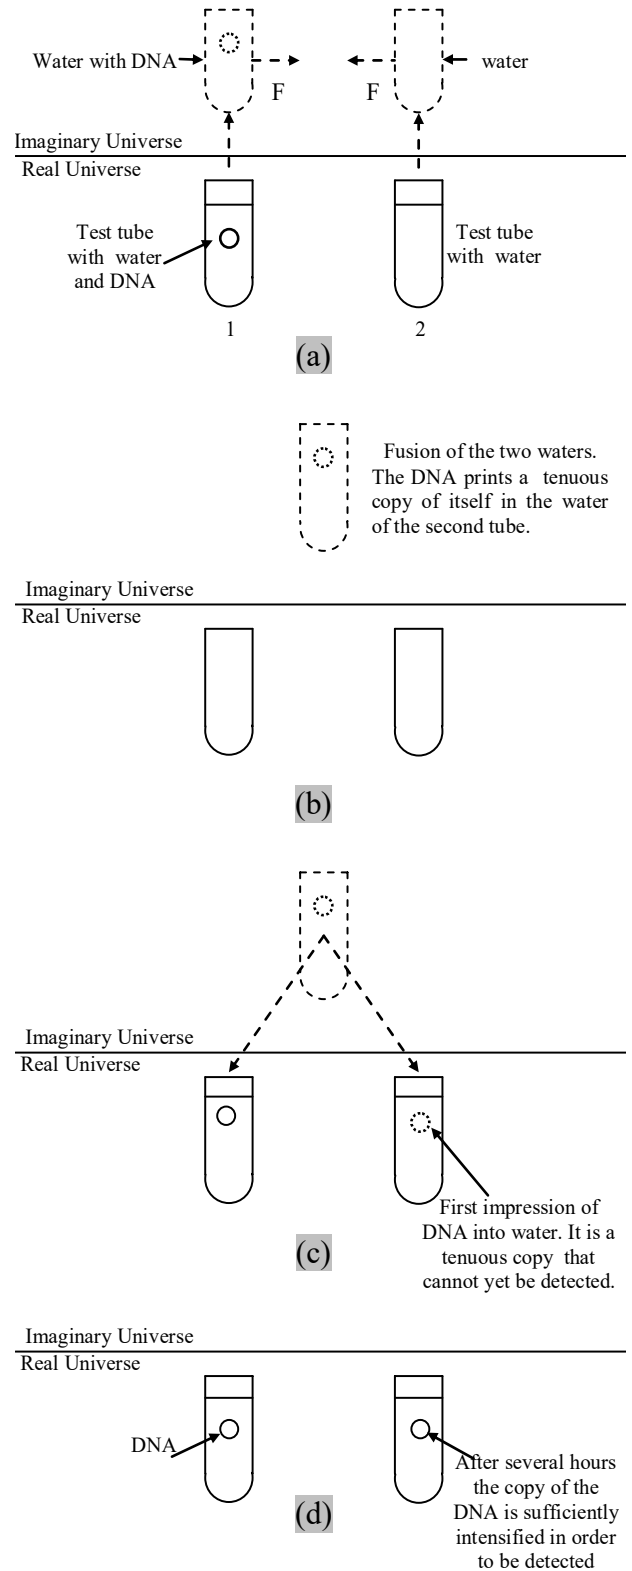 Water with DNA
water
F
F
Imaginary Universe
Real Universe
Test tube
with water
and DNA
Test tube
with water
1
2
(a)
Fusion of the two waters.
The DNA prints a tenuous
copy of itself in the water
of the second tube.
Imaginary Universe
Real Universe
(b)
Imaginary Universe
Real Universe
First impression of
DNA into water. It is a
tenuous copy that
cannot yet be detected.
(c)
Imaginary Universe
Real Universe
DNA
After several hours
the copy of the
DNA is sufficiently
intensified in order
to be detected
(d)